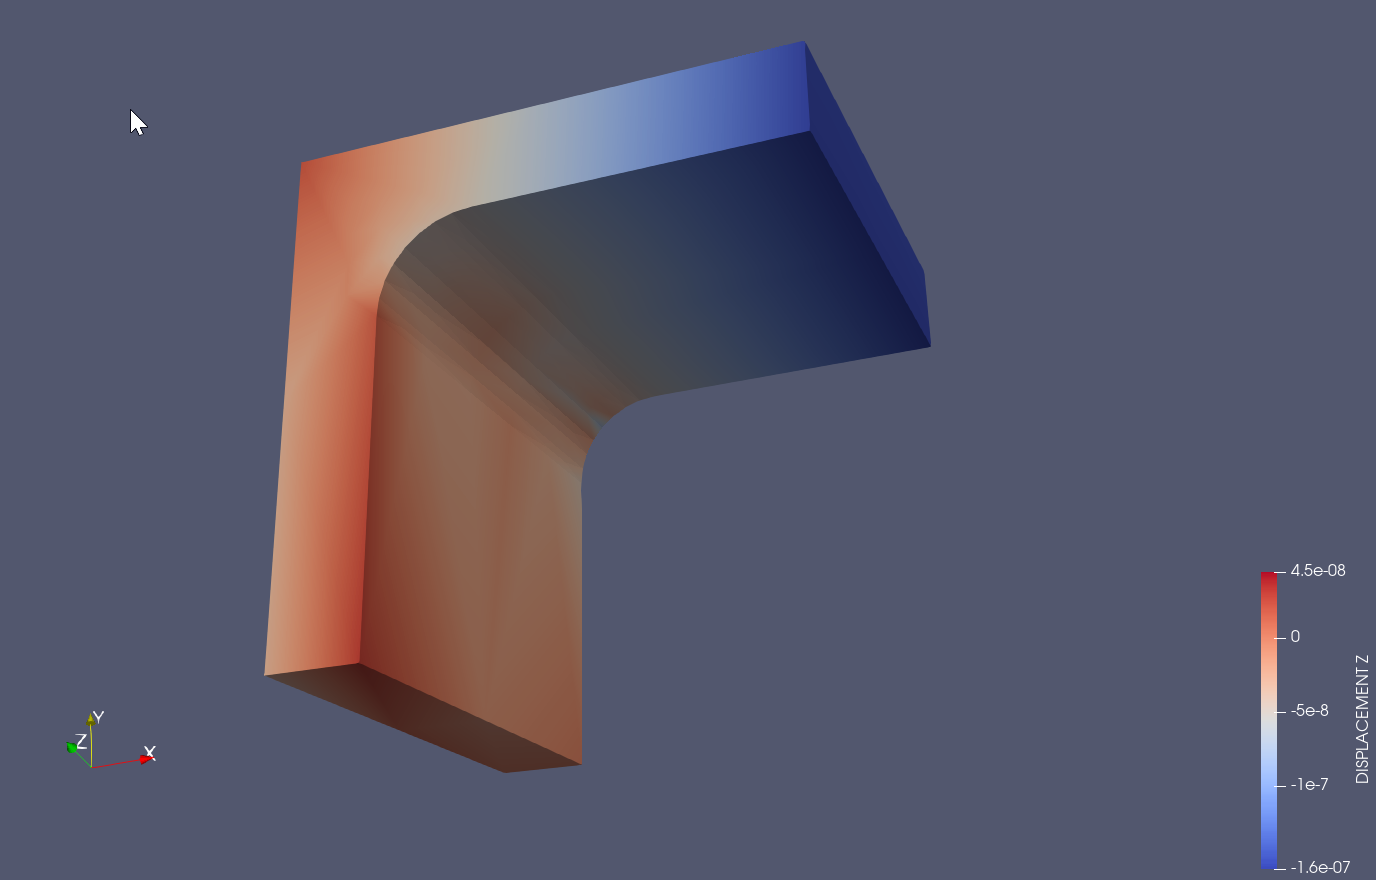 4.5e-08
0
-5e-8
-1e-7
-1.6e-07
DISPLACEMENT Z
Y
Z
X